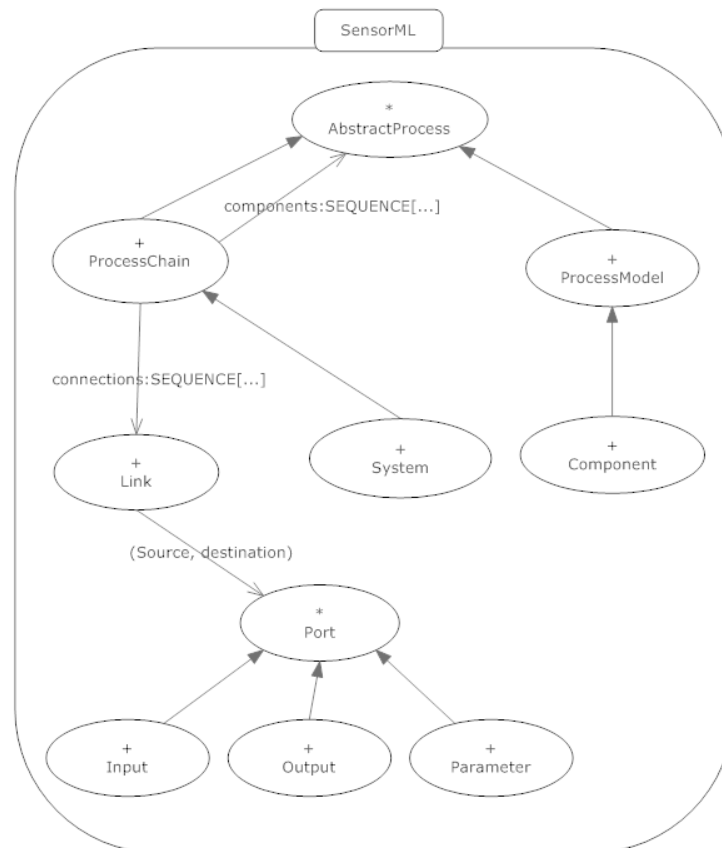 SensorML
*
AbstractProcess
components:SEQUENCE[...]
+
ProcessChain
+
ProcessModel
connections:SEQUENCE[...]
+
Link
+
System
+
Component
(Source, destination)
*
Port
+
Input
+
Output
+
Parameter